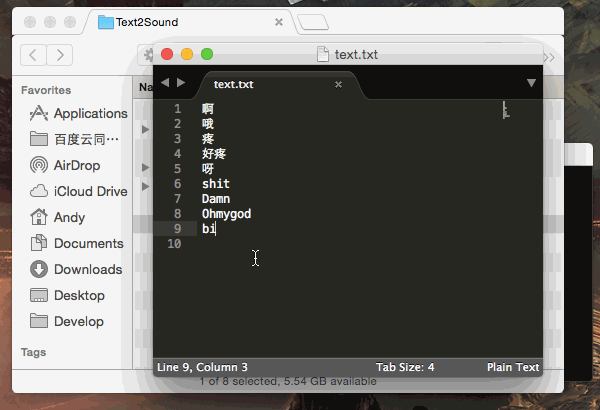 Text2Sound
text.txt
Favorites
Na
text.txt
Applications
百度云同…
AirDrop
iCloud Drive
Andy
Documents
Downloads
Desktop
Develop
Tags
1 啊
2 哦
3 疼
4 好疼
5 呀
6 shit
7 Damn
8 Ohmygod
9 bi
10
Line 9, Column 3
Tab Size: 4
Plain Text
1 of 8 selected, 5.54 GB available